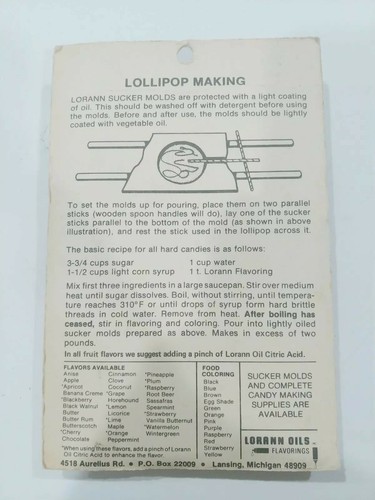 LOLLIPOP MAKING
LORANN SUCKER MOLDS are protected with a light coating
of oil. This should be washed off with detergent before using
the molds. Before and after use, the molds should be lightly
coated with vegetable oil.
To set the molds up for pouring, place them on two parallel
sticks (wooden spoon handles will do), lay one of the sucker
sticks parallel to the bottom of the mold (as shown in above
illustration), and rest the stick used in the lollipop across it.
The basic recipe for all hard candies is as follows:
3-3/4 cups sugar 1 cup water
1-1/2 cups light corn syrup 1 t. Lorann Flavoring
Mix first three ingredients in a large saucepan. Stir over medium
heat until sugar dissolves. Boil, without stirring, until tempera-
ture reaches 310°F or until drops of syrup form hard brittle
threads in cold water. Remove from heat. After boiling has
ceased, stir in flavoring and coloring. Pour into lightly oiled
sucker molds prepared as above. Makes in excess of two
pounds.
In all fruit flavors we suggest adding a pinch of Lorann Oil Citric Acid.
FLAVORS AVAILABLE
Anise Cinnamon *Pineapple
Apple Clove *Plum
*Apricot Coconut *Raspberry
Banana Creme *Grape Root Beer
*Blackberry Horehound Sassafras
Black Walnut *Lemon Spearmint
Butter Licorice *Strawberry
Butter Rum *Lime Vanilla Butternut
Butterscotch Maple *Watermelon
*Cherry *Orange Wintergreen
Chocolate Peppermint
*When using these flavors, add a pinch of Lorann
Oil Citric Acid to enhance the flavor.
FOOD
COLORING
Black
Blue
Brown
Egg Shade
Green
Orange
Pink
Purple
Raspberry
Red
Strawberry
Yellow
SUCKER MOLDS
AND COMPLETE
CANDY MAKING
SUPPLIES ARE
AVAILABLE
LORANN OILS
FLAVORINGS
4518 Aurelius Rd. • P.O. Box 22009 • Lansing, Michigan 48909